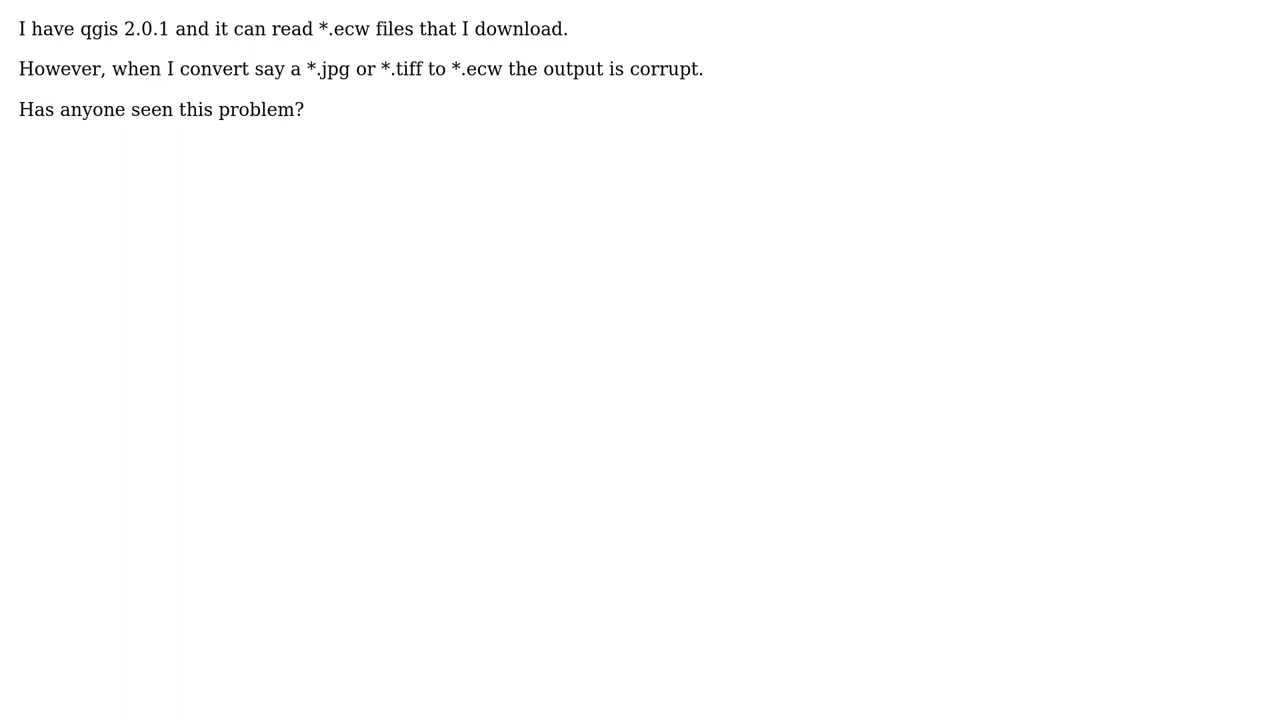 I have qgis 2.0.1 and it can read *.ecw files that I download.
However, when I convert say a *.jpg or *.tiff to *.ecw the output is corrupt.
Has anyone seen this problem?